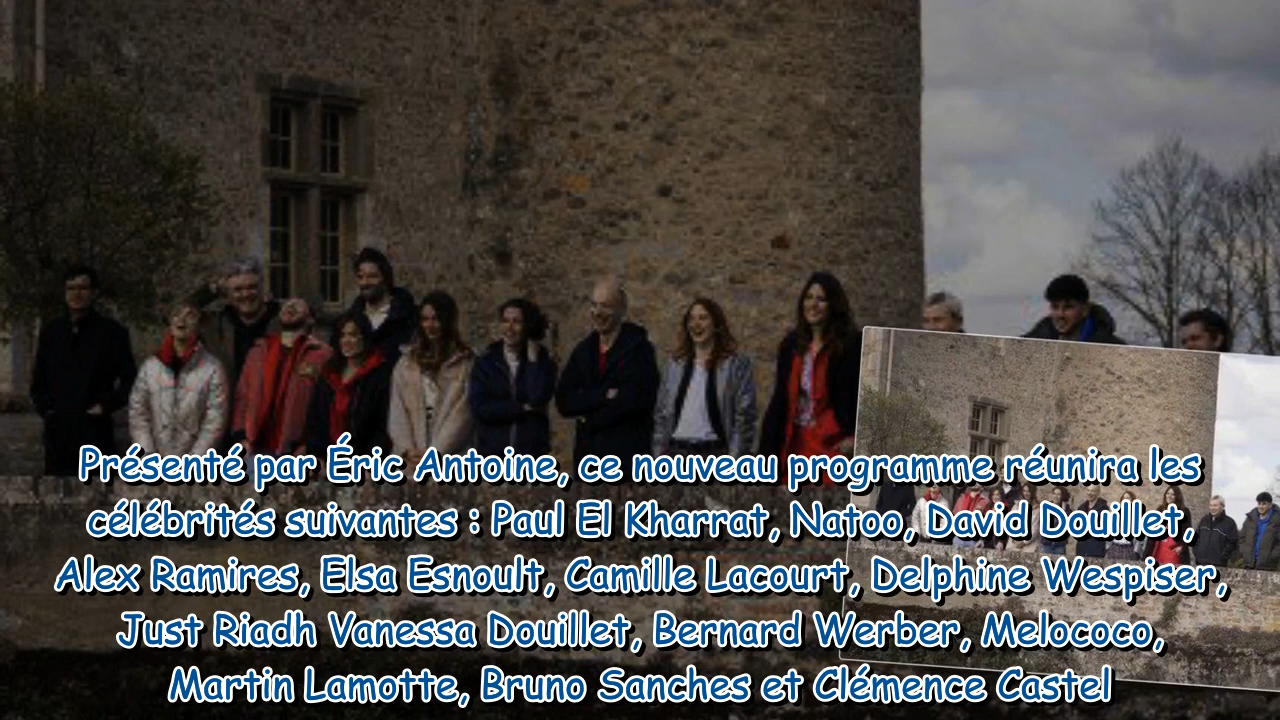 Présenté par Éric Antoine, ce nouveau programme réunira les
célébrités suivantes : Paul El Kharrat, Natoo, David Douillet,
Alex Ramires, Elsa Esnoult, Camille Lacourt, Delphine Wespiser,
Just Riadh Vanessa Douillet, Bernard Werber, Melococo,
Martin Lamotte, Bruno Sanches et Clémence Castel